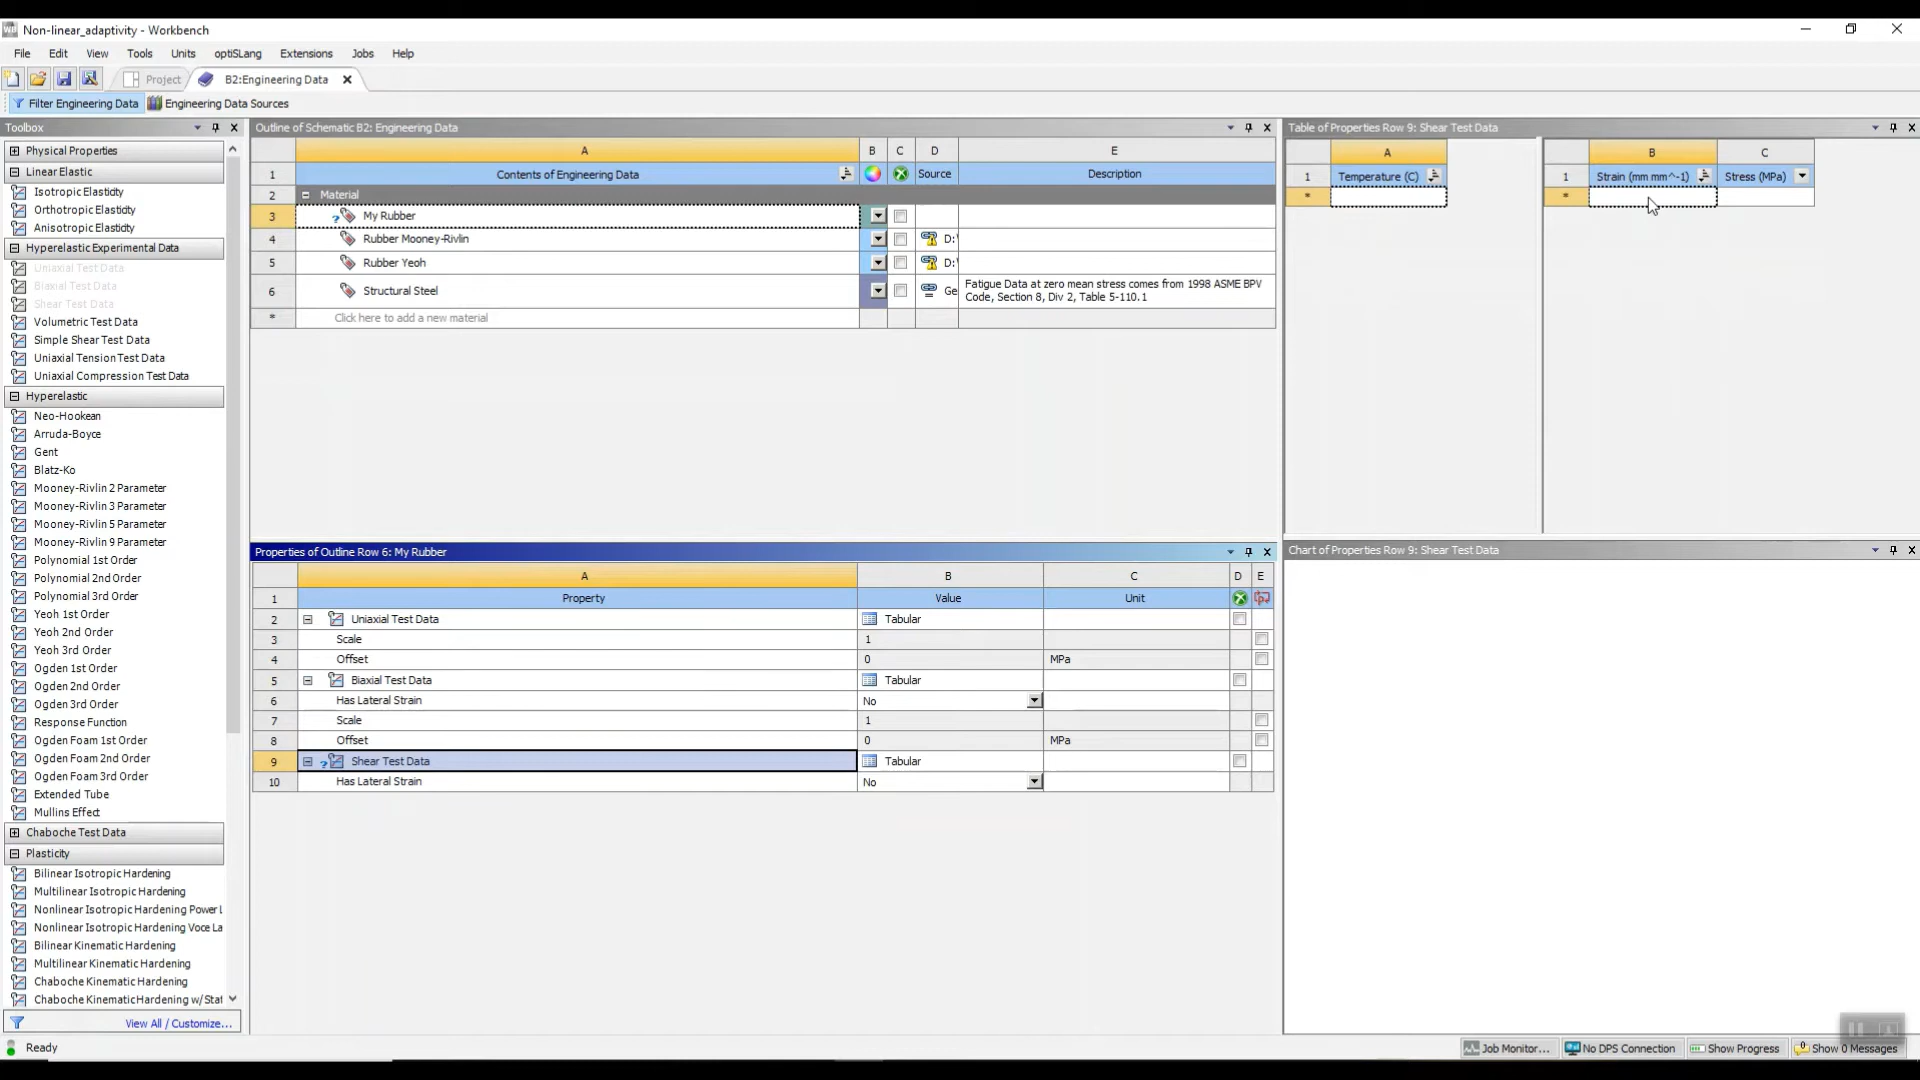 Non-linear_adaptivity - Workbench
File Edit View Tools Units optiSLang Extensions Jobs Help
Project B2:Engineering Data
Filter Engineering Data Engineering Data Sources
Toolbox
Physical Properties
Linear Elastic
Isotropic Elasticity
Orthotropic Elasticity
Anisotropic Elasticity
Hyperelastic Experimental Data
Uniaxial Test Data
Biaxial Test Data
Shear Test Data
Volumetric Test Data
Simple Shear Test Data
Uniaxial Tension Test Data
Uniaxial Compression Test Data
Hyperelastic
Neo-Hookean
Arruda-Boyce
Gent
Blatz-Ko
Mooney-Rivlin 2 Parameter
Mooney-Rivlin 3 Parameter
Mooney-Rivlin 5 Parameter
Mooney-Rivlin 9 Parameter
Polynomial 1st Order
Polynomial 2nd Order
Polynomial 3rd Order
Yeoh 1st Order
Yeoh 2nd Order
Yeoh 3rd Order
Ogden 1st Order
Ogden 2nd Order
Ogden 3rd Order
Response Function
Ogden Foam 1st Order
Ogden Foam 2nd Order
Ogden Foam 3rd Order
Extended Tube
Mullins Effect
Chaboche Test Data
Plasticity
Bilinear Isotropic Hardening
Multilinear Isotropic Hardening
Nonlinear Isotropic Hardening Power L
Nonlinear Isotropic Hardening Voce La
Bilinear Kinematic Hardening
Multilinear Kinematic Hardening
Chaboche Kinematic Hardening
Chaboche Kinematic Hardening w/ Stat
View All / Customize...
Outline of Schematic B2: Engineering Data
A B C D E
1 Contents of Engineering Data Source Description
2 Material
3 ? My Rubber
4 Rubber Mooney-Rivlin D:\
5 Rubber Yeoh D:\
6 Structural Steel Ge Fatigue Data at zero mean stress comes from 1998 ASME BPV
Code, Section 8, Div 2, Table 5-110.1
* Click here to add a new material
Properties of Outline Row 6: My Rubber
A B C D E
1 Property Value Unit
2 Uniaxial Test Data Tabular
3 Scale 1
4 Offset 0 MPa
5 Biaxial Test Data Tabular
6 Has Lateral Strain No
7 Scale 1
8 Offset 0 MPa
9 ? Shear Test Data Tabular
10 Has Lateral Strain No
Table of Properties Row 9: Shear Test Data
A
1 Temperature (C)
*
B C
1 Strain (mm mm^-1) Stress (MPa)
*
Chart of Properties Row 9: Shear Test Data
Ready
Job Monitor... No DPS Connection Show Progress Show 0 Messages